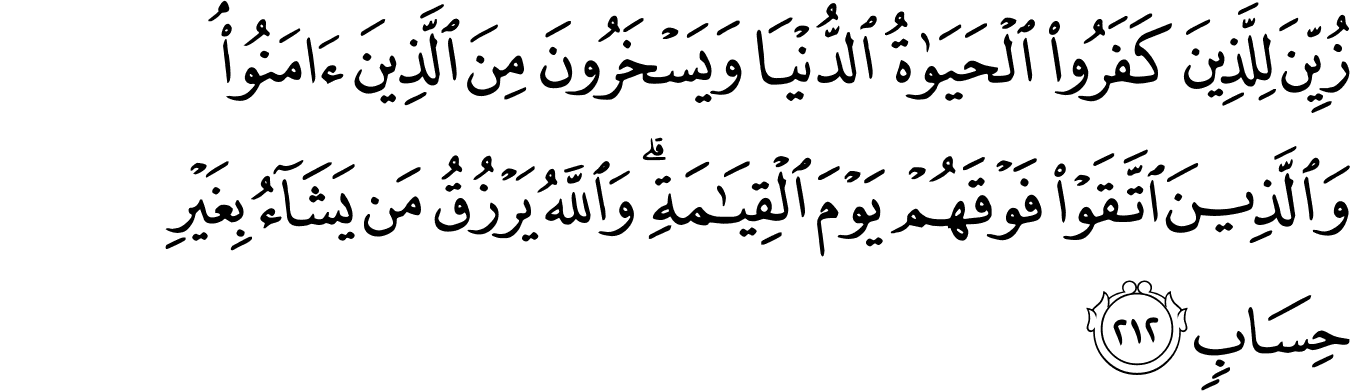 زُيِّنَ لِلَّذِينَ كَفَرُوا۟ ٱلْحَيَوٰةُ ٱلدُّنْيَا وَيَسْخَرُونَ مِنَ ٱلَّذِينَ ءَامَنُوا۟ۘ
وَٱلَّذِينَ ٱتَّقَوْا۟ فَوْقَهُمْ يَوْمَ ٱلْقِيَـٰمَةِ ۗ وَٱللَّهُ يَرْزُقُ مَن يَشَآءُ بِغَيْرِ
حِسَابٍ ٢١٢